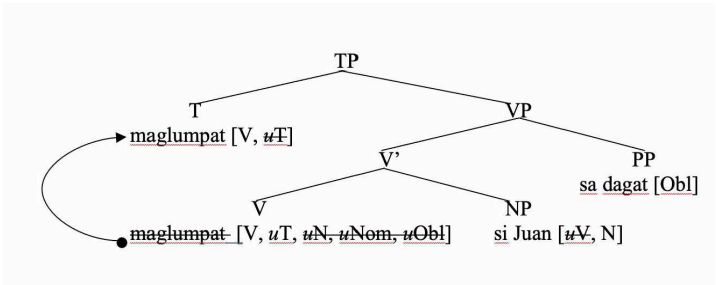 TP
T VP
maglumpat [V, uT]
V’ PP
sa dagat [Obl]
V NP
maglumpat [V, uT, uN, uNom, uObl] si Juan [uV, N]